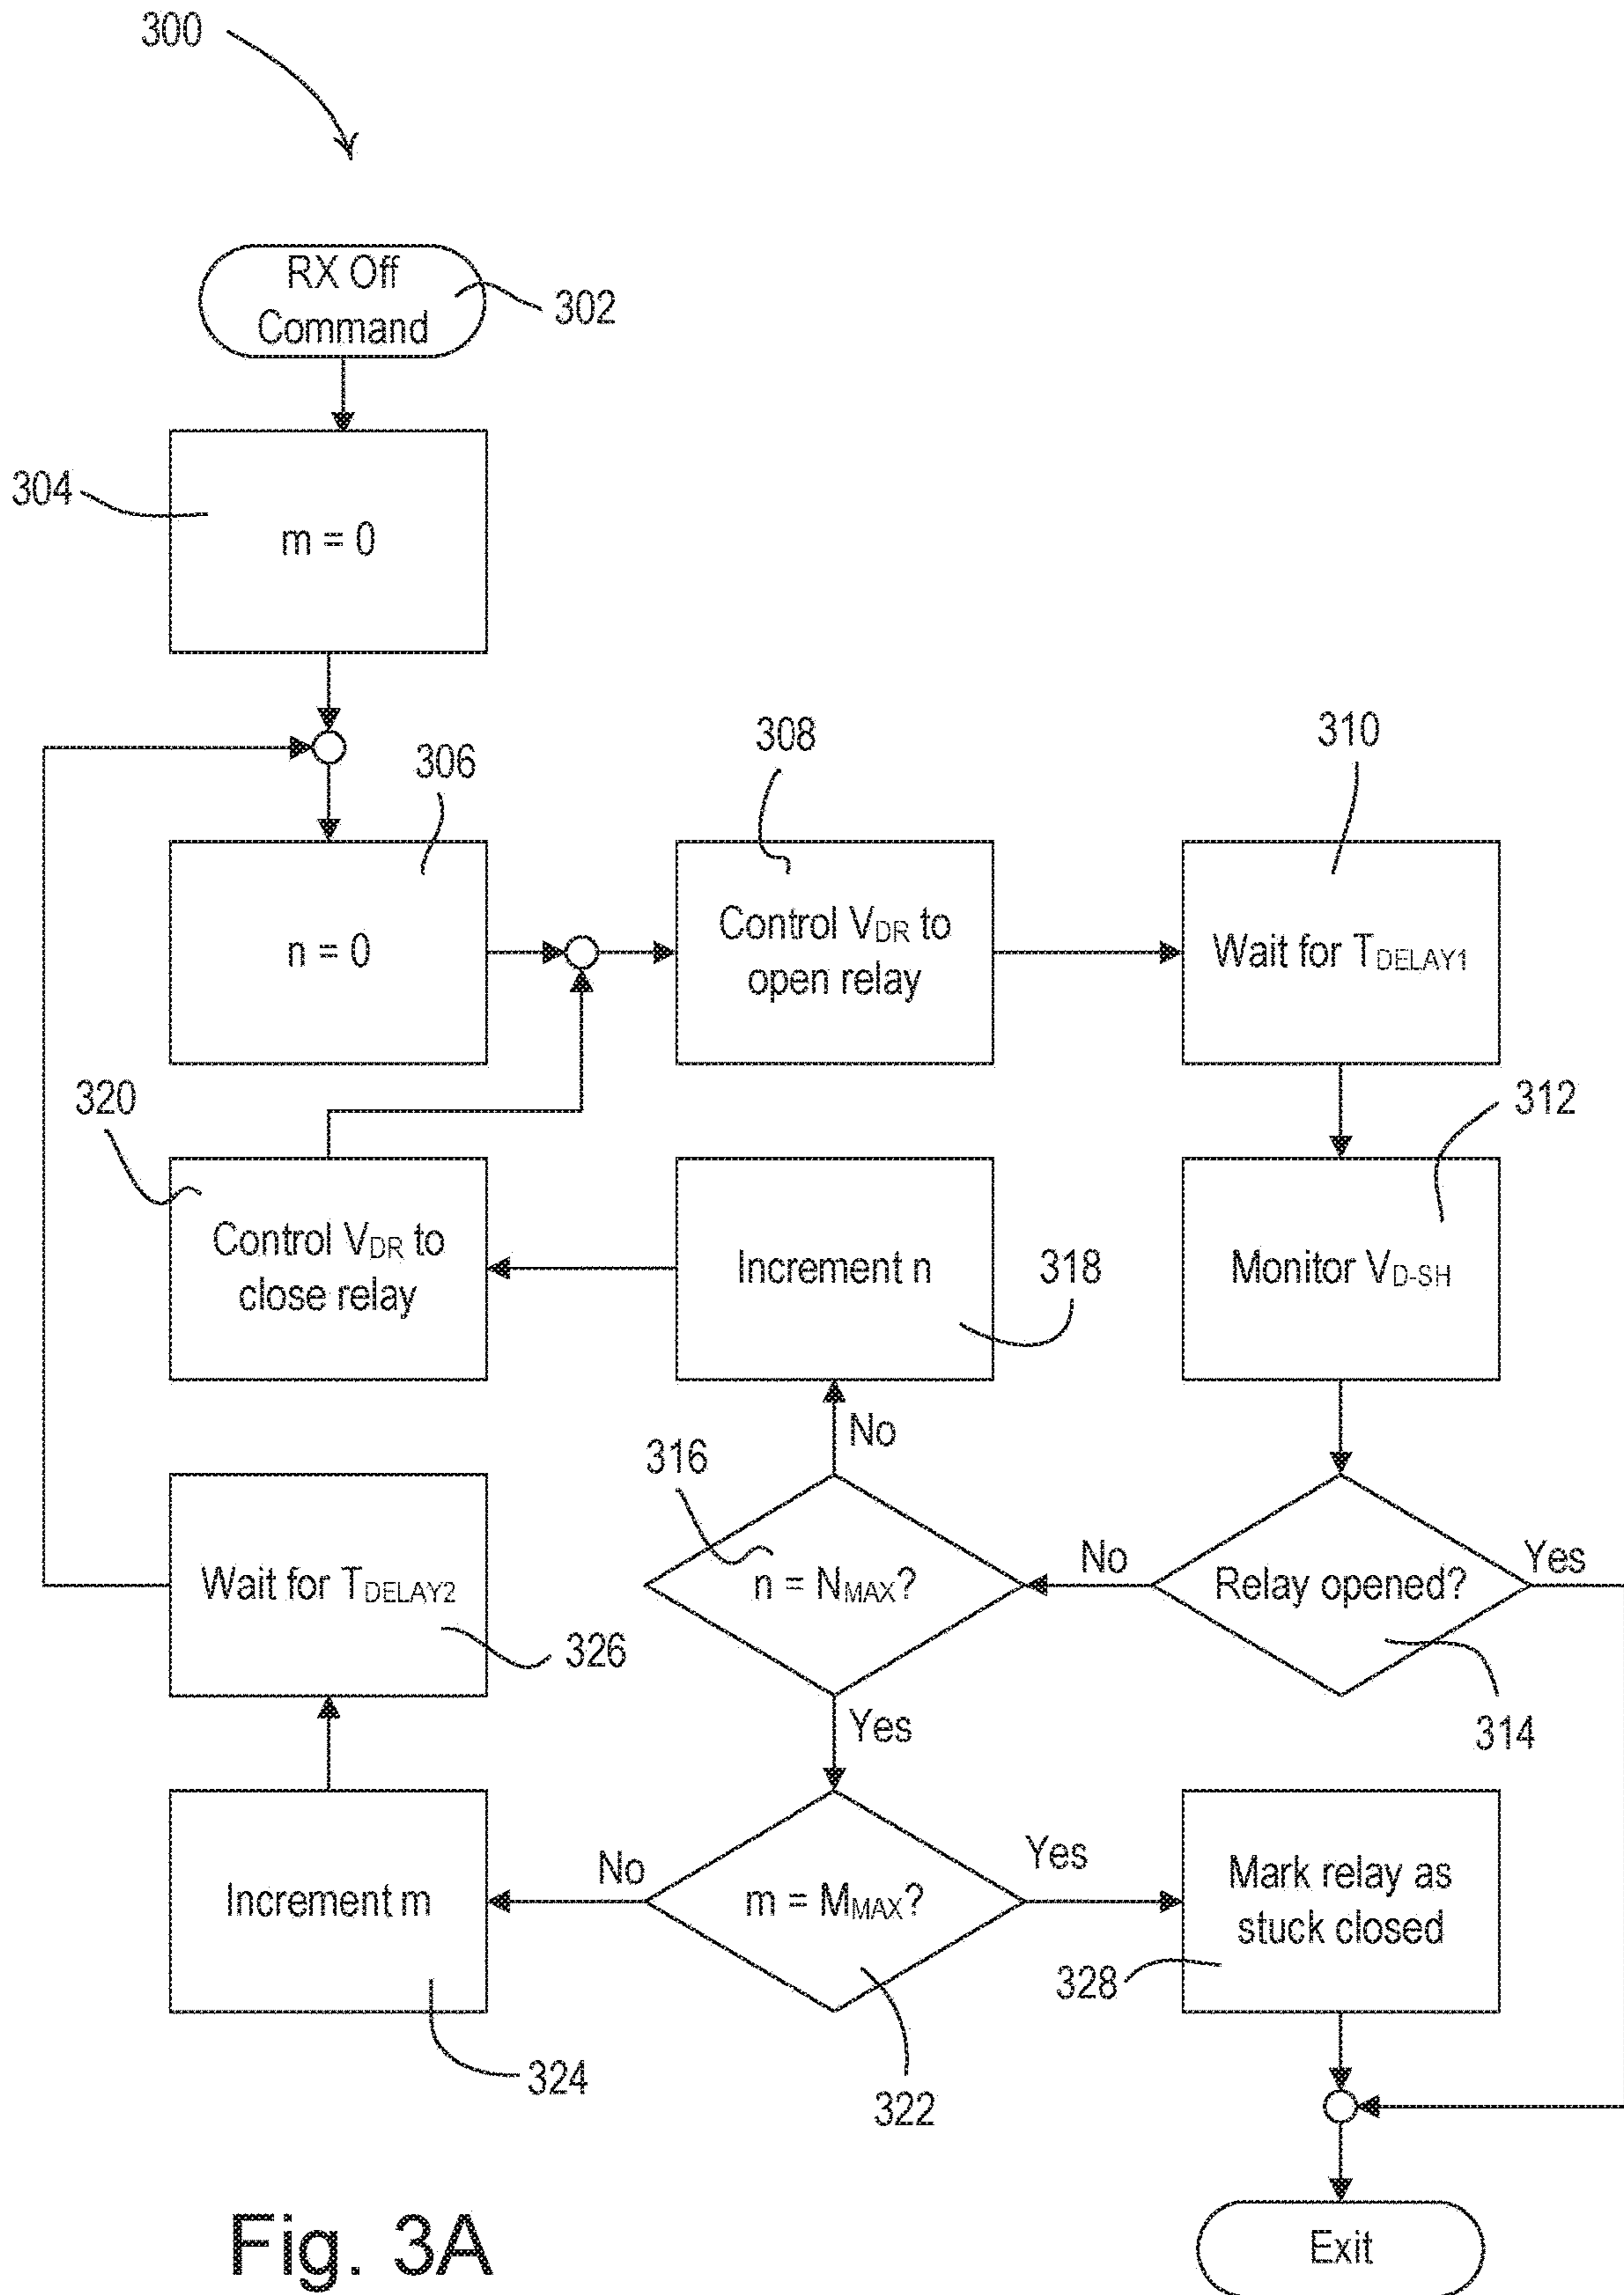 300
RX Off
Command
302
304
m = 0
306
308
310
n = 0
Control VDR to
open relay
Wait for TDELAY1
320
312
Control VDR to
close relay
Increment n
318
Monitor VD-SH
No
316
n = NMAX?
No
Relay opened?
Yes
314
Wait for TDELAY2
326
Yes
Increment m
324
No
m = MMAX?
322
Yes
Mark relay as
stuck closed
328
Exit
Fig. 3A